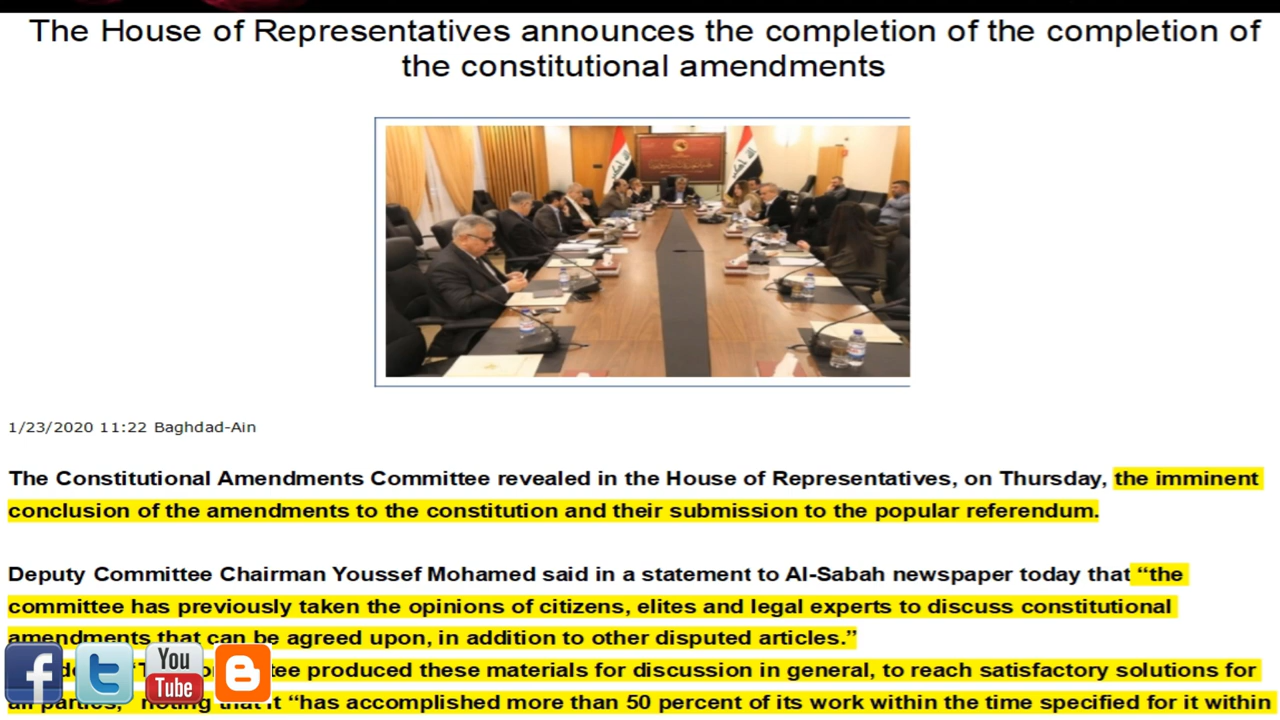 The House of Representatives announces the completion of the completion of
the constitutional amendments
1/23/2020 11:22 Baghdad-Ain
The Constitutional Amendments Committee revealed in the House of Representatives, on Thursday, the imminent
conclusion of the amendments to the constitution and their submission to the popular referendum.
Deputy Committee Chairman Youssef Mohamed said in a statement to Al-Sabah newspaper today that “the
committee has previously taken the opinions of citizens, elites and legal experts to discuss constitutional
amendments that can be agreed upon, in addition to other disputed articles.”
produced these materials for discussion in general, to reach satisfactory solutions for
all parties,” noting that it “has accomplished more than 50 percent of its work within the time specified for it within
You
Tube